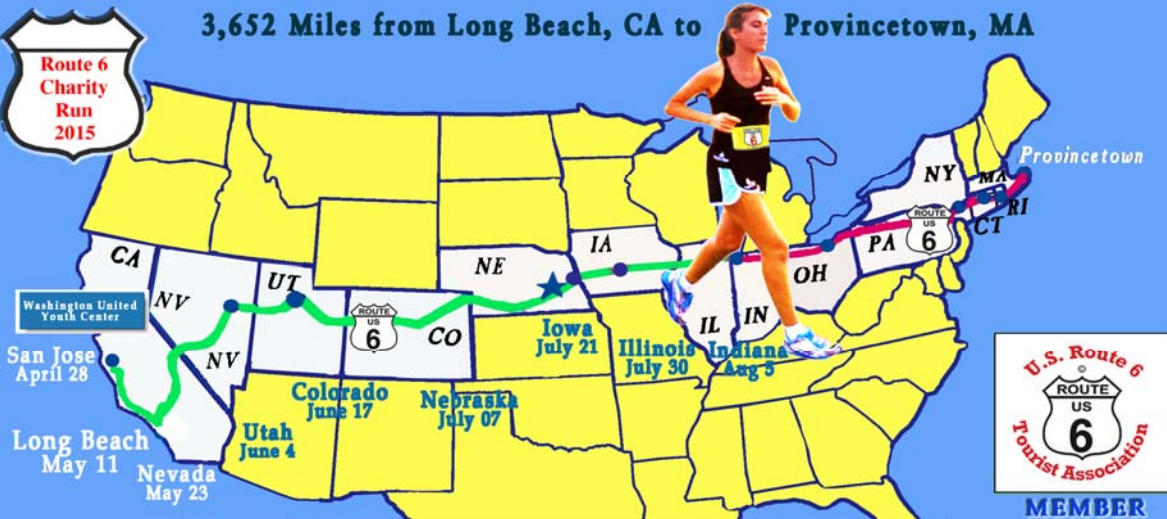 3,652 Miles from Long Beach, CA to Provincetown, MA
Route 6
Charity
Run
2015
6
Provincetown
NY
MA
RI
CT
ROUTE
US
6
PA
OH
IN
IL
IA
NE
CO
ROUTE
US
6
UT
NV
NV
CA
Washington United
Youth Center
San Jose
April 28
Long Beach
May 11
Nevada
May 23
Utah
June 4
Colorado
June 17
Nebraska
July 07
Iowa
July 21
Illinois
July 30
Indiana
Aug 5
U.S. Route 6
©
ROUTE
US
6
Tourist Association
MEMBER